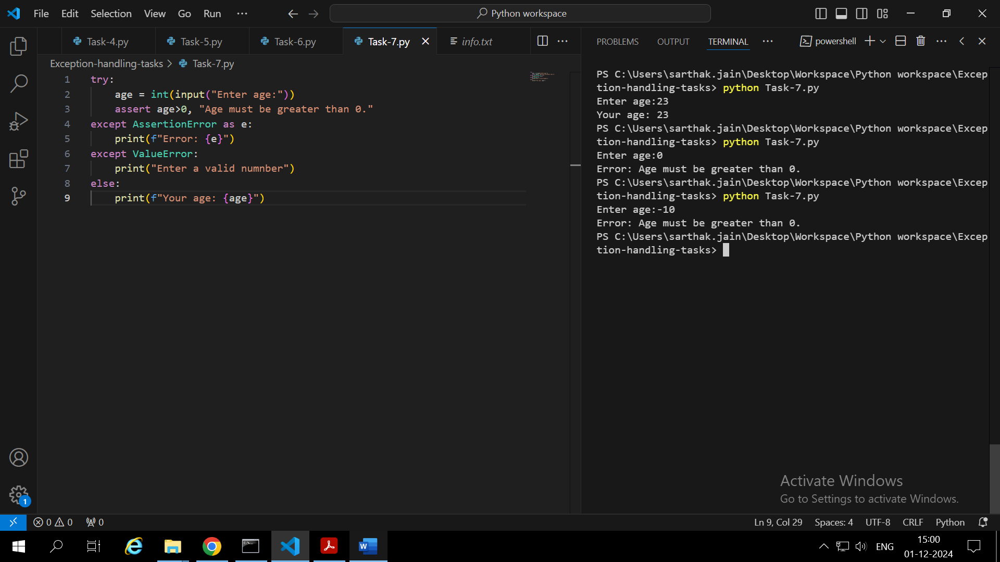 File Edit Selection View Go Run ··· Python workspace
Task-4.py Task-5.py Task-6.py Task-7.py info.txt
Exception-handling-tasks > Task-7.py
1 try:
2 age = int(input("Enter age:"))
3 assert age>0, "Age must be greater than 0."
4 except AssertionError as e:
5 print(f"Error: {e}")
6 except ValueError:
7 print("Enter a valid numnber")
8 else:
9 print(f"Your age: {age}")
PROBLEMS OUTPUT TERMINAL ··· powershell
PS C:\Users\sarthak.jain\Desktop\Workspace\Python workspace\Excep
tion-handling-tasks> python Task-7.py
Enter age:23
Your age: 23
PS C:\Users\sarthak.jain\Desktop\Workspace\Python workspace\Excep
tion-handling-tasks> python Task-7.py
Enter age:0
Error: Age must be greater than 0.
PS C:\Users\sarthak.jain\Desktop\Workspace\Python workspace\Excep
tion-handling-tasks> python Task-7.py
Enter age:-10
Error: Age must be greater than 0.
PS C:\Users\sarthak.jain\Desktop\Workspace\Python workspace\Excep
tion-handling-tasks>
Activate Windows
Go to Settings to activate Windows.
1
0 0 0 Ln 9, Col 29 Spaces: 4 UTF-8 CRLF Python
ENG 15:00
01-12-2024